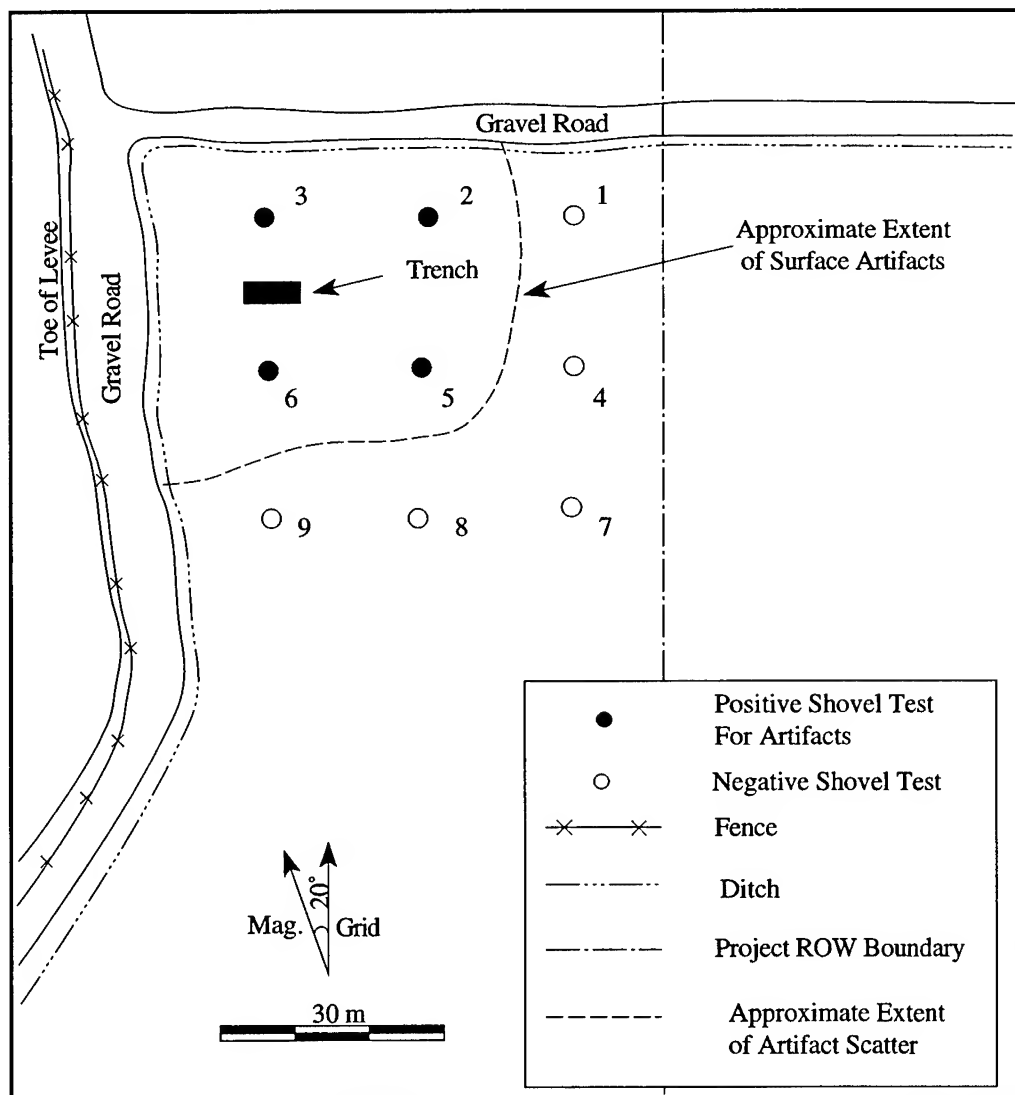 Gravel Road
3
2
1
Approximate Extent
of Surface Artifacts
Trench
Toe of Levee
Gravel Road
6
5
4
9
8
7
Positive Shovel Test
For Artifacts
Negative Shovel Test
Fence
Ditch
Project ROW Boundary
Approximate Extent
of Artifact Scatter
20°
Mag.
Grid
30 m